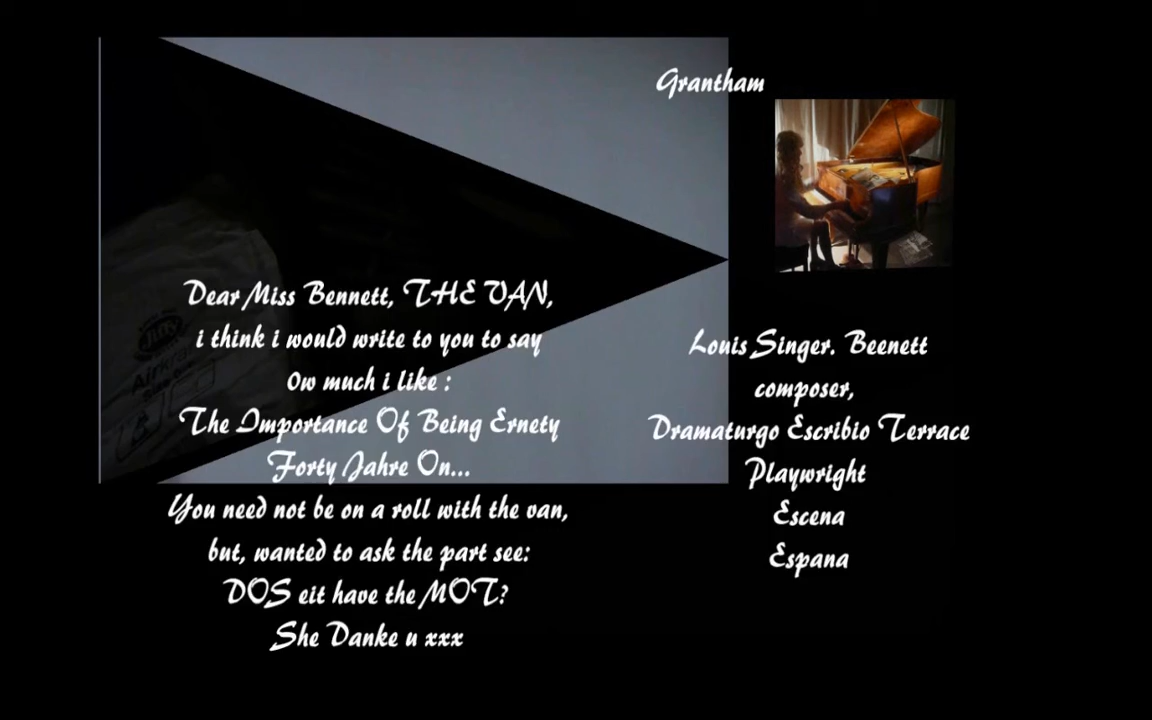 Grantham
Dear Miss Bennett, THE VAN,
i think i would write to you to say
Ow much i like :
The Importance Of Being Ernety
Forty Jahre On...
You need not be on a roll with the van,
but, wanted to ask the part see:
DOS eit have the MOT?
She Danke u xxx
Louis Singer. Beenett
composer,
Dramaturgo Escribio Terrace
Playwright
Escena
Espana
Jiffy